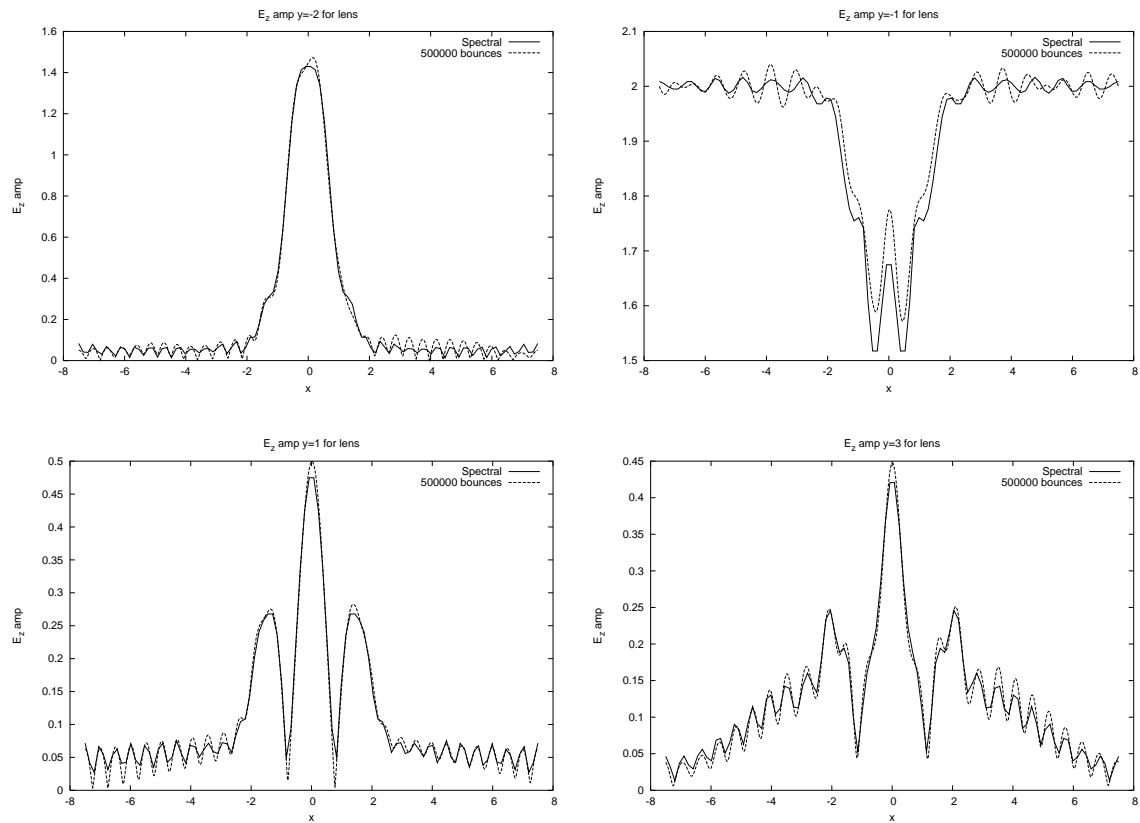 E_z amp y=-2 for lens
Spectral
500000 bounces
1.6
1.4
1.2
1
0.8
0.6
0.4
0.2
0
E_z amp
-8 -6 -4 -2 0 2 4 6 8
x
E_z amp y=-1 for lens
Spectral
500000 bounces
2.1
2
1.9
1.8
1.7
1.6
1.5
E_z amp
-8 -6 -4 -2 0 2 4 6 8
x
E_z amp y=1 for lens
Spectral
500000 bounces
0.5
0.45
0.4
0.35
0.3
0.25
0.2
0.15
0.1
0.05
0
E_z amp
-8 -6 -4 -2 0 2 4 6 8
x
E_z amp y=3 for lens
Spectral
500000 bounces
0.45
0.4
0.35
0.3
0.25
0.2
0.15
0.1
0.05
0
E_z amp
-8 -6 -4 -2 0 2 4 6 8
x